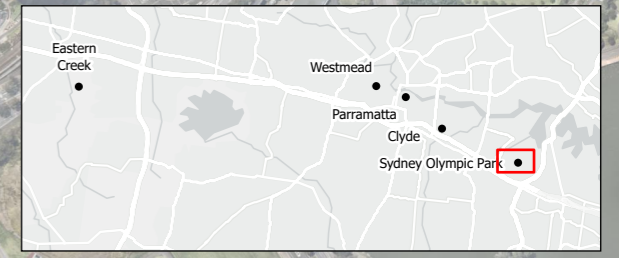 Eastern
Creek
Westmead
Parramatta
Clyde
Sydney Olympic Park